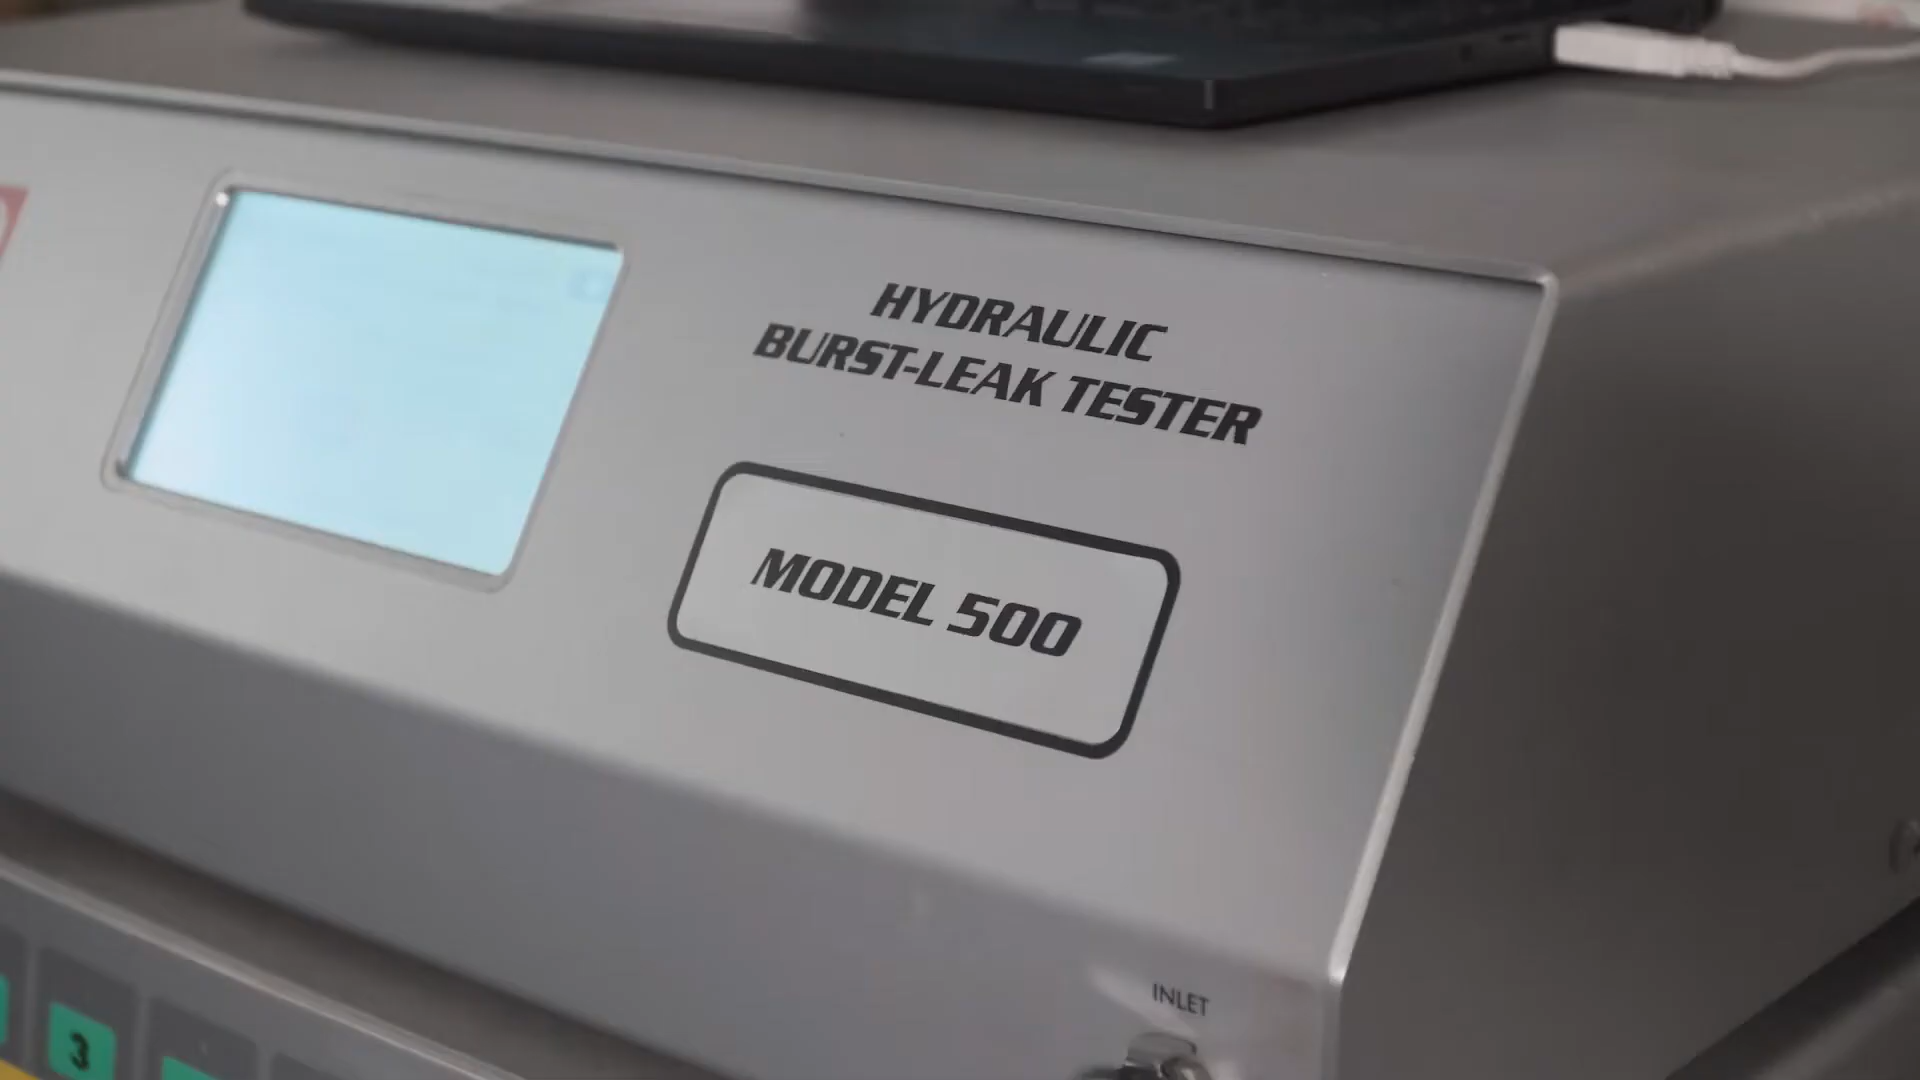 HYDRAULIC
BURST-LEAK TESTER
MODEL 500
INLET
3